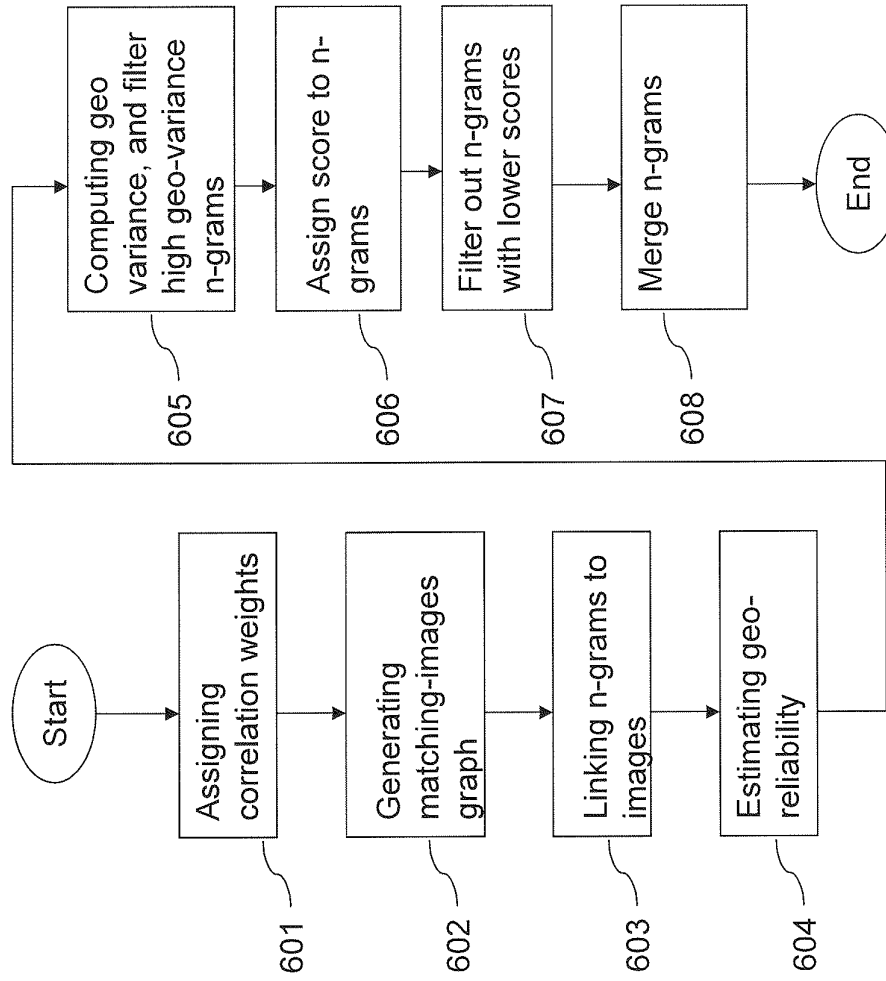 Start
Assigning
correlation weights
601
Generating
matching-images
graph
602
Linking n-grams to
images
603
Estimating geo-
reliability
604
Computing geo
variance, and filter
high geo-variance
n-grams
605
Assign score to n-
grams
606
Filter out n-grams
with lower scores
607
Merge n-grams
608
End